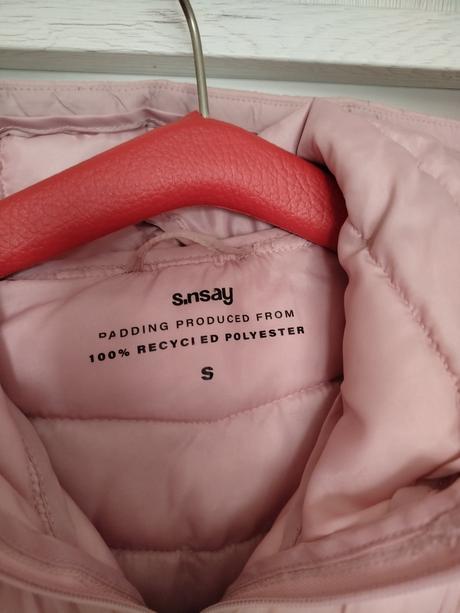 sinsay
PADDING PRODUCED FROM
100% RECYCLED POLYESTER
S